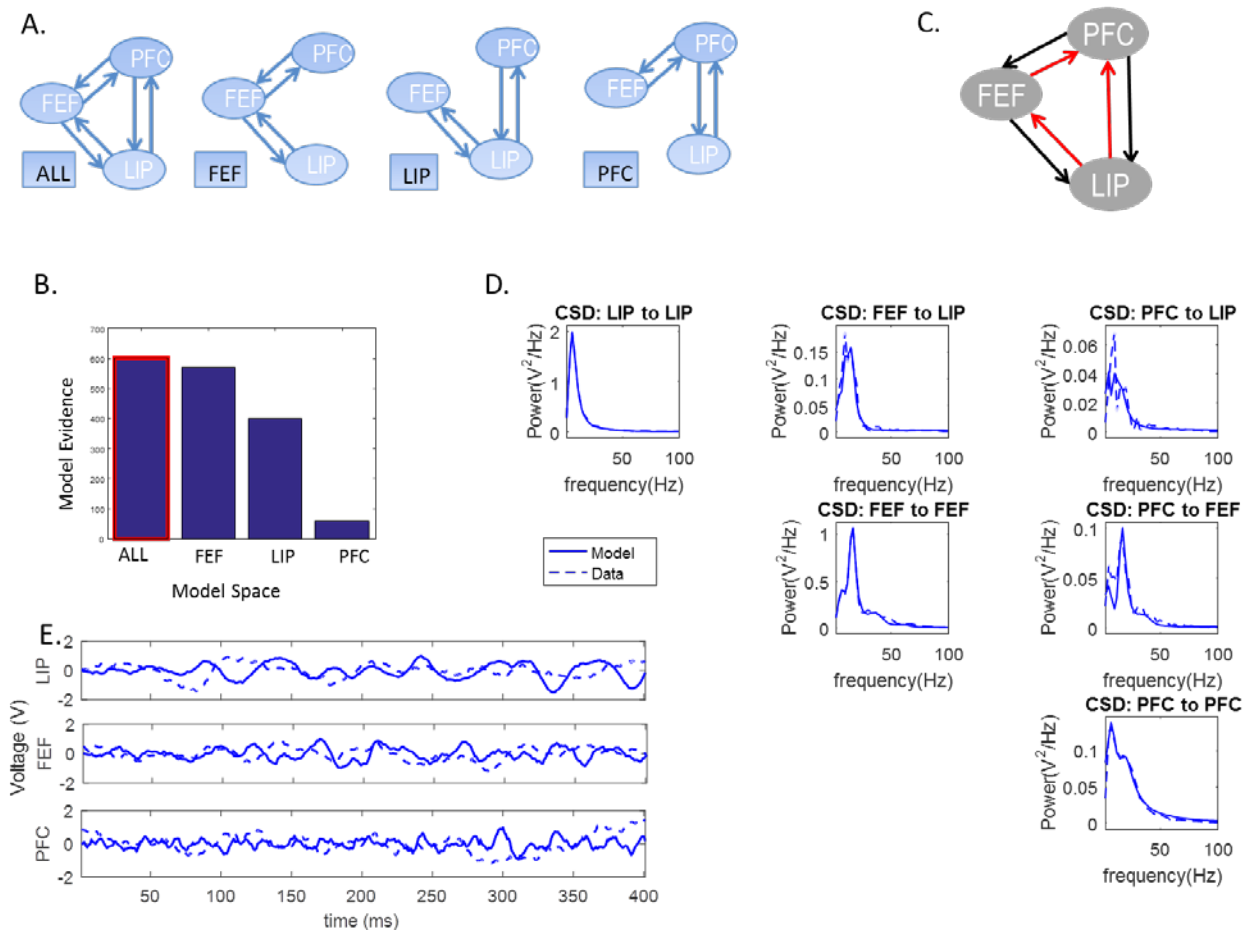 A.
PFC
FEF
LIP
ALL
PFC
FEF
LIP
FEF
PFC
FEF
LIP
LIP
PFC
FEF
LIP
PFC
C.
PFC
FEF
LIP
B.
700
600
500
400
300
200
100
0
Model Evidence
ALL FEF LIP PFC
Model Space
D.
CSD: LIP to LIP
Power(V^2/Hz)
2
1
0
50 100
frequency(Hz)
CSD: FEF to LIP
Power(V^2/Hz)
0.15
0.1
0.05
0
50 100
frequency(Hz)
CSD: PFC to LIP
Power(V^2/Hz)
0.06
0.04
0.02
0
50 100
frequency(Hz)
CSD: FEF to FEF
Power(V^2/Hz)
1
0.5
0
50 100
frequency(Hz)
CSD: PFC to FEF
Power(V^2/Hz)
0.1
0.05
0
50 100
frequency(Hz)
Model
Data
CSD: PFC to PFC
Power(V^2/Hz)
0.1
0.05
0
50 100
frequency(Hz)
E.
Voltage (V)
LIP
2
0
-2
FEF
2
0
-2
PFC
2
0
-2
50 100 150 200 250 300 350 400
time (ms)